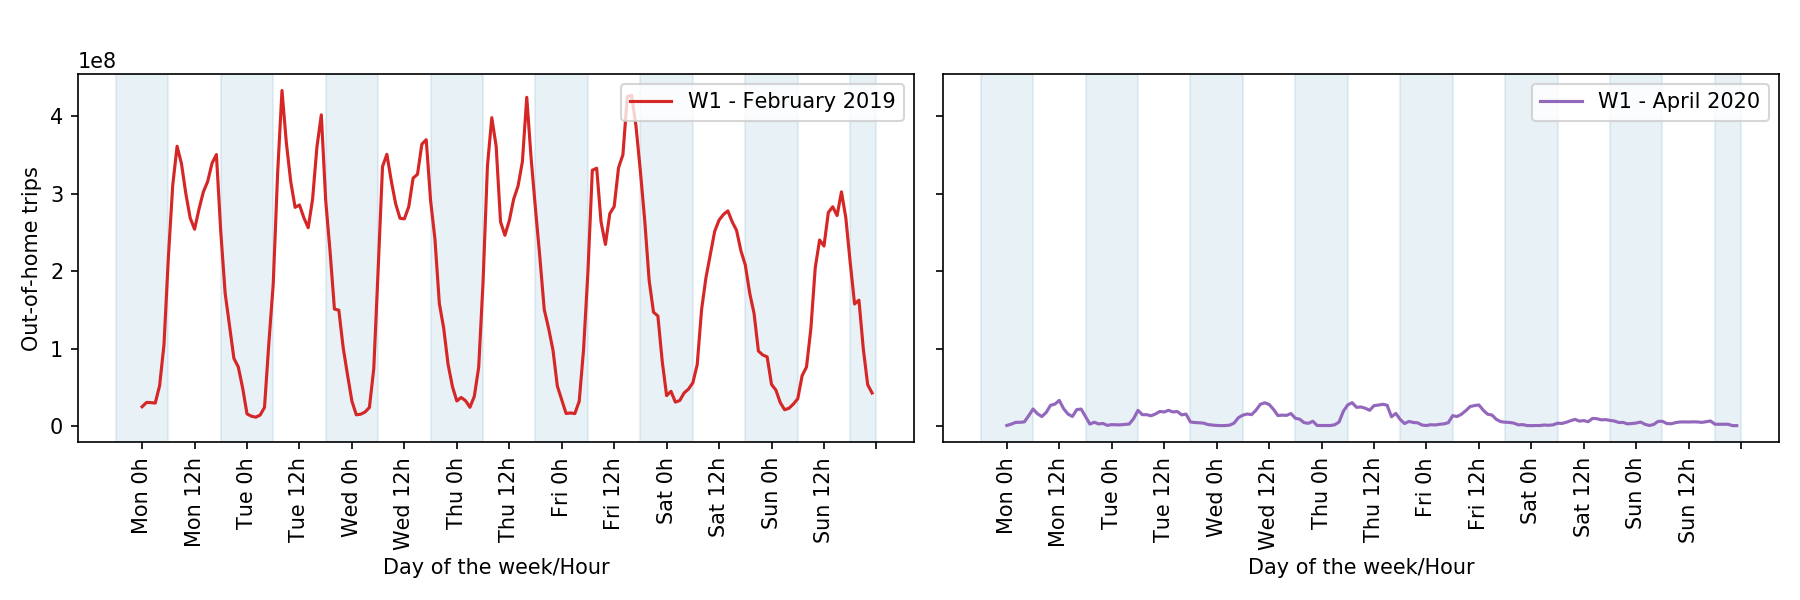 1e8
W1 - February 2019
W1 - April 2020
Out-of-home trips
4
3
2
1
0
Mon 0h
Mon 12h
Tue 0h
Tue 12h
Wed 0h
Wed 12h
Thu 0h
Thu 12h
Fri 0h
Fri 12h
Sat 0h
Sat 12h
Sun 0h
Sun 12h
Day of the week/Hour
Mon 0h
Mon 12h
Tue 0h
Tue 12h
Wed 0h
Wed 12h
Thu 0h
Thu 12h
Fri 0h
Fri 12h
Sat 0h
Sat 12h
Sun 0h
Sun 12h
Day of the week/Hour